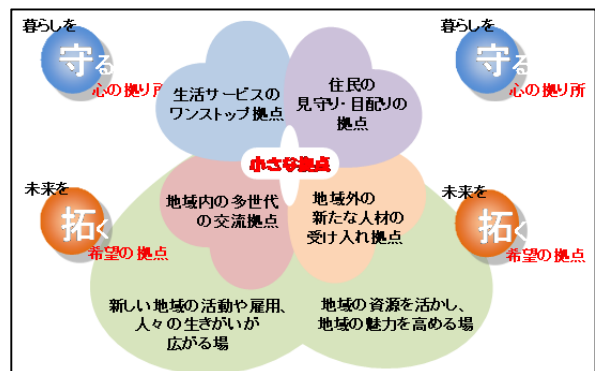 暮らしを
守る
心の拠り所
生活サービスの
ワンストップ拠点
住民の
見守り・目配りの
拠点
暮らしを
守る
心の拠り所
小さな拠点
未来を
拓く
希望の拠点
地域内の多世代
の交流拠点
地域外の
新たな人材の
受け入れ拠点
未来を
拓く
希望の拠点
新しい地域の活動や雇用、
人々の生きがいが
広がる場
地域の資源を活かし、
地域の魅力を高める場